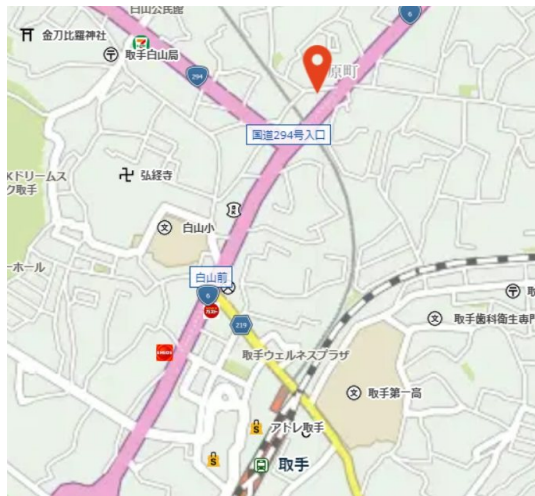 白山公民館
6
金刀比羅神社
取手白山局
294
原町
国道294号入口
Kドリームス
ク取手
弘経寺
白山小
ーホール
白山前
6
239
取手歯科衛生専門
取手ウェルネスプラザ
取手第一高
アトレ取手
取手